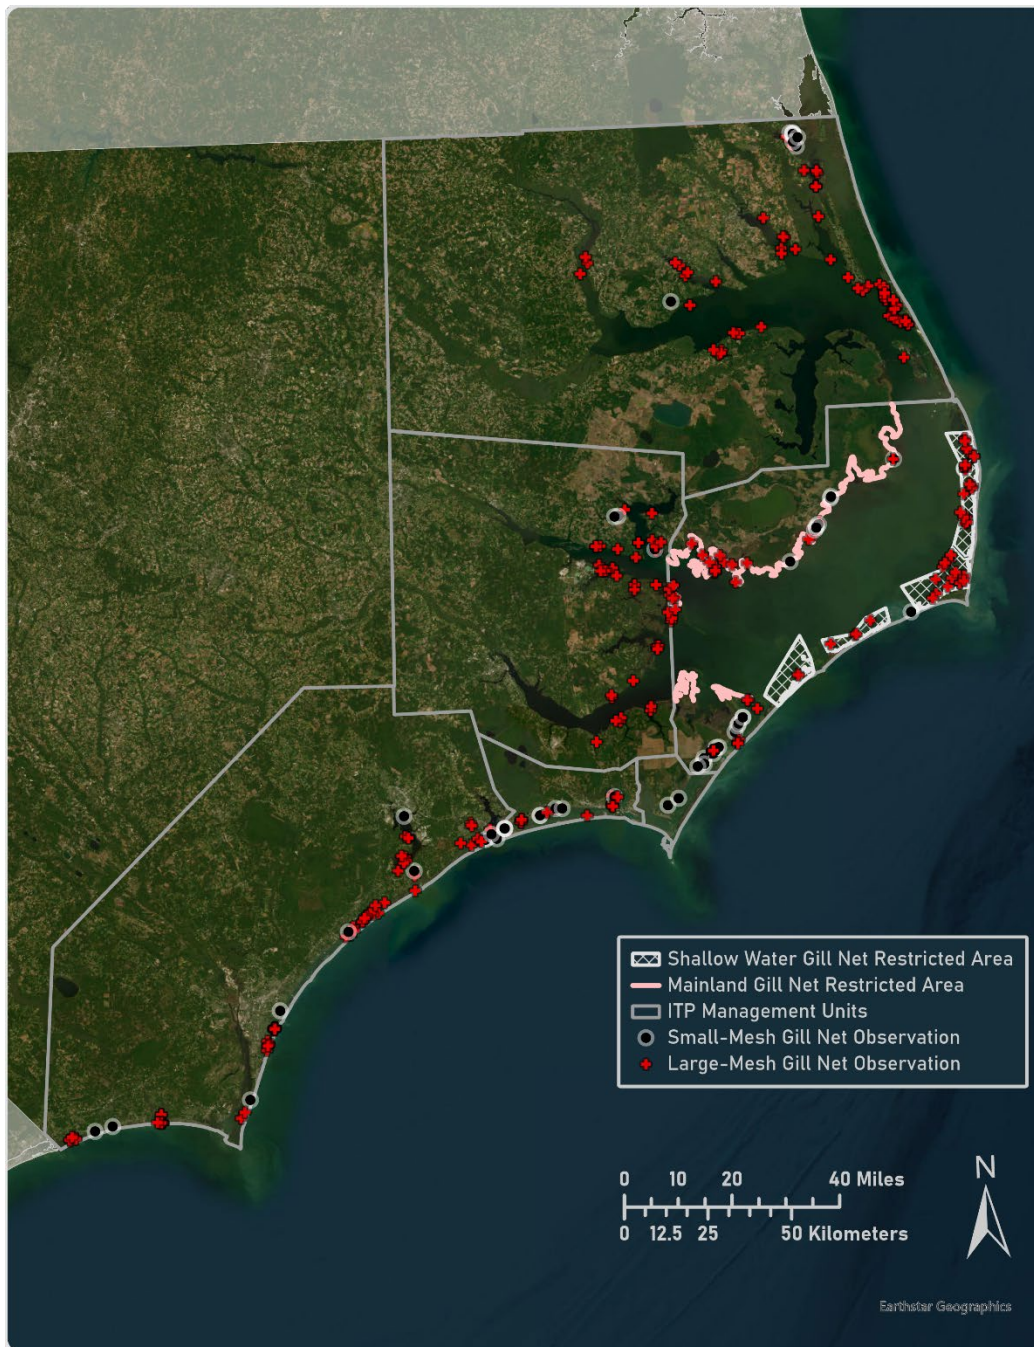 Shallow Water Gill Net Restricted Area
Mainland Gill Net Restricted Area
ITP Management Units
Small-Mesh Gill Net Observation
Large-Mesh Gill Net Observation
N
0 10 20 40 Miles
0 12.5 25 50 Kilometers
Earthstar Geographics